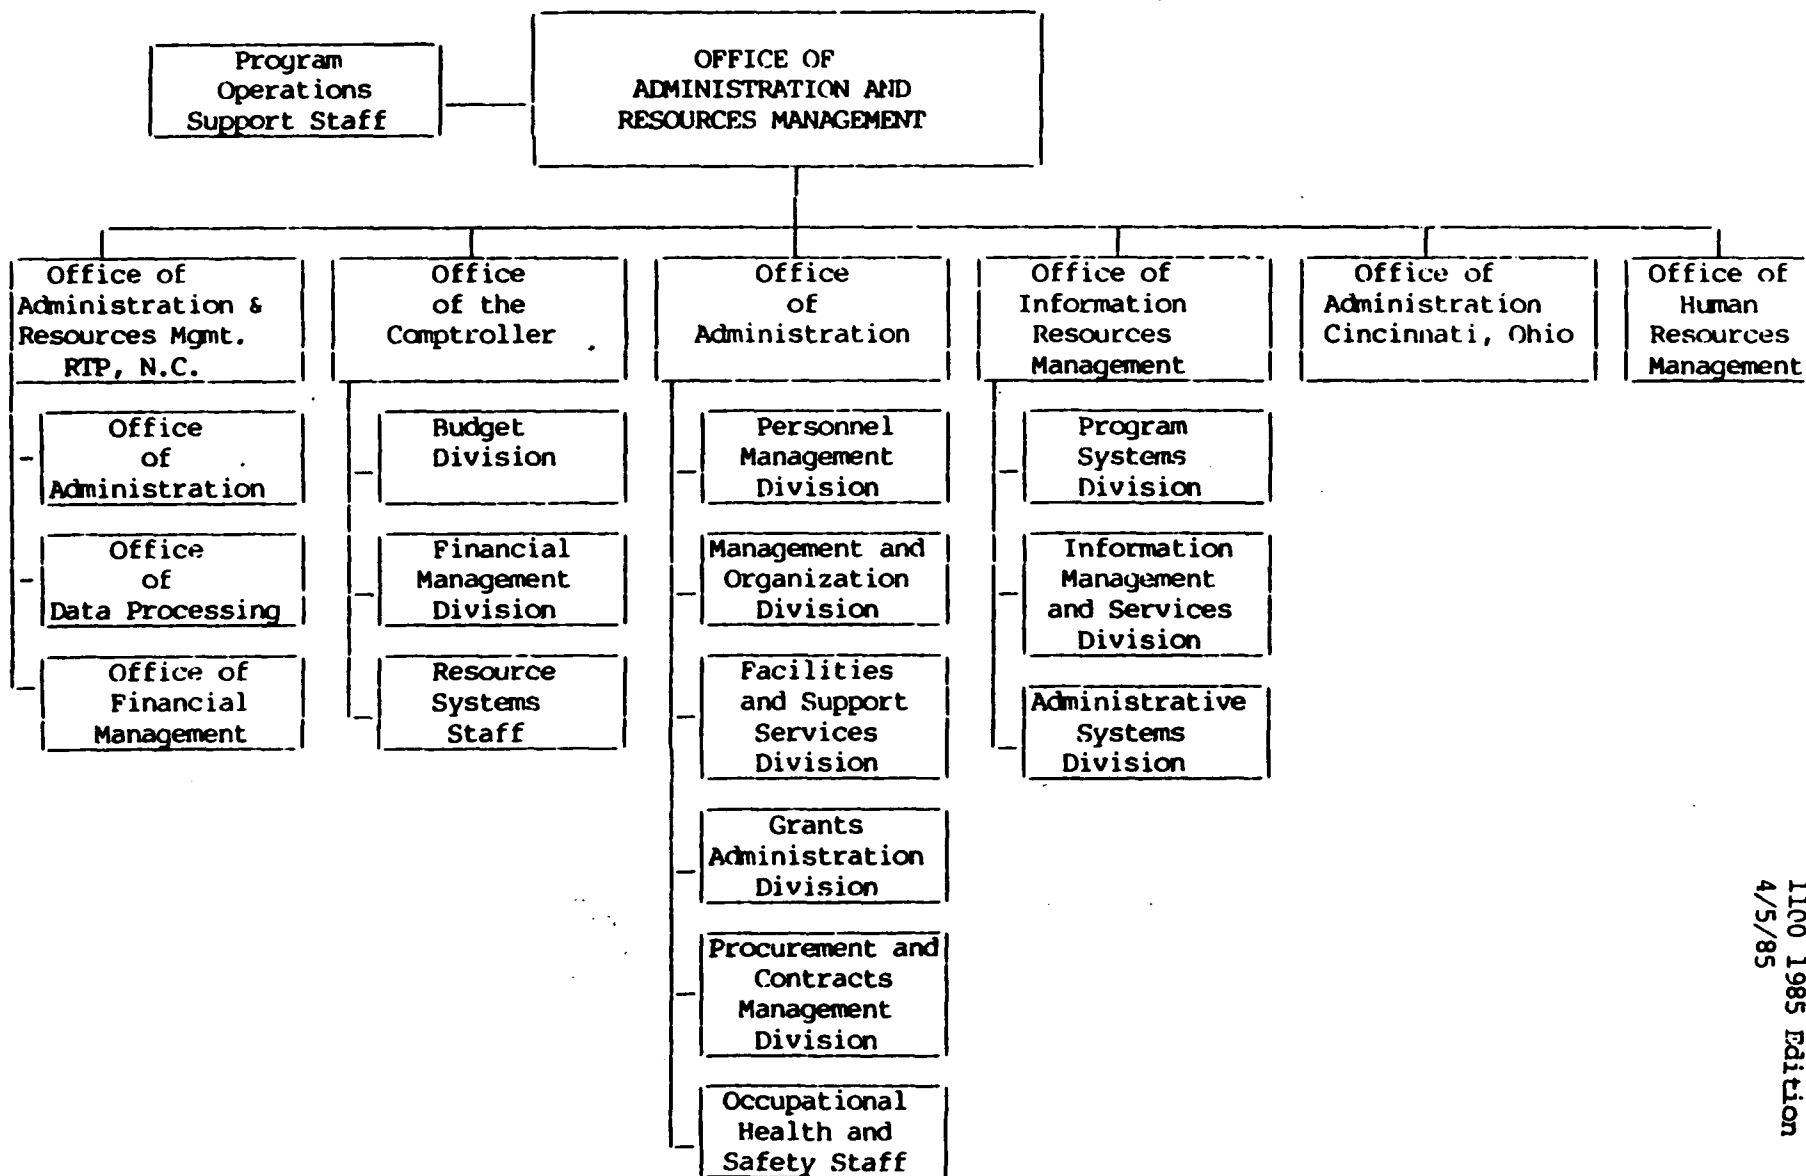 Program
Operations
Support Staff
OFFICE OF
ADMINISTRATION AND
RESOURCES MANAGEMENT
Office of
Administration &
Resources Mgmt.
RTP, N.C.
Office
of
Administration
Office
of
Data Processing
Office of
Financial
Management
Office
of the
Comptroller
Budget
Division
Financial
Management
Division
Resource
Systems
Staff
Office
of
Administration
Personnel
Management
Division
Management and
Organization
Division
Facilities
and Support
Services
Division
Grants
Administration
Division
Procurement and
Contracts
Management
Division
Occupational
Health and
Safety Staff
Office of
Information
Resources
Management
Program
Systems
Division
Information
Management
and Services
Division
Administrative
Systems
Division
Office of
Administration
Cincinnati, Ohio
Office of
Human
Resources
Management
1100 1985 Edition
4/5/85